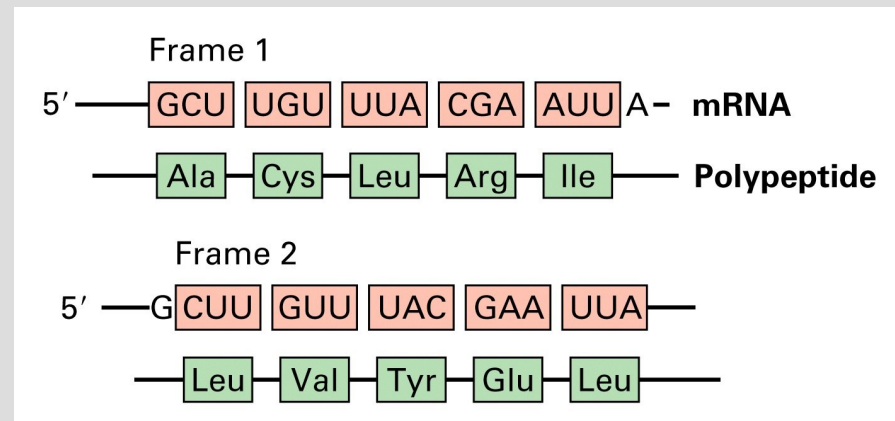 Frame 1
5′ GCU UGU UUA CGA AUU A mRNA
Ala Cys Leu Arg Ile Polypeptide
Frame 2
5′ G CUU GUU UAC GAA UUA
Leu Val Tyr Glu Leu